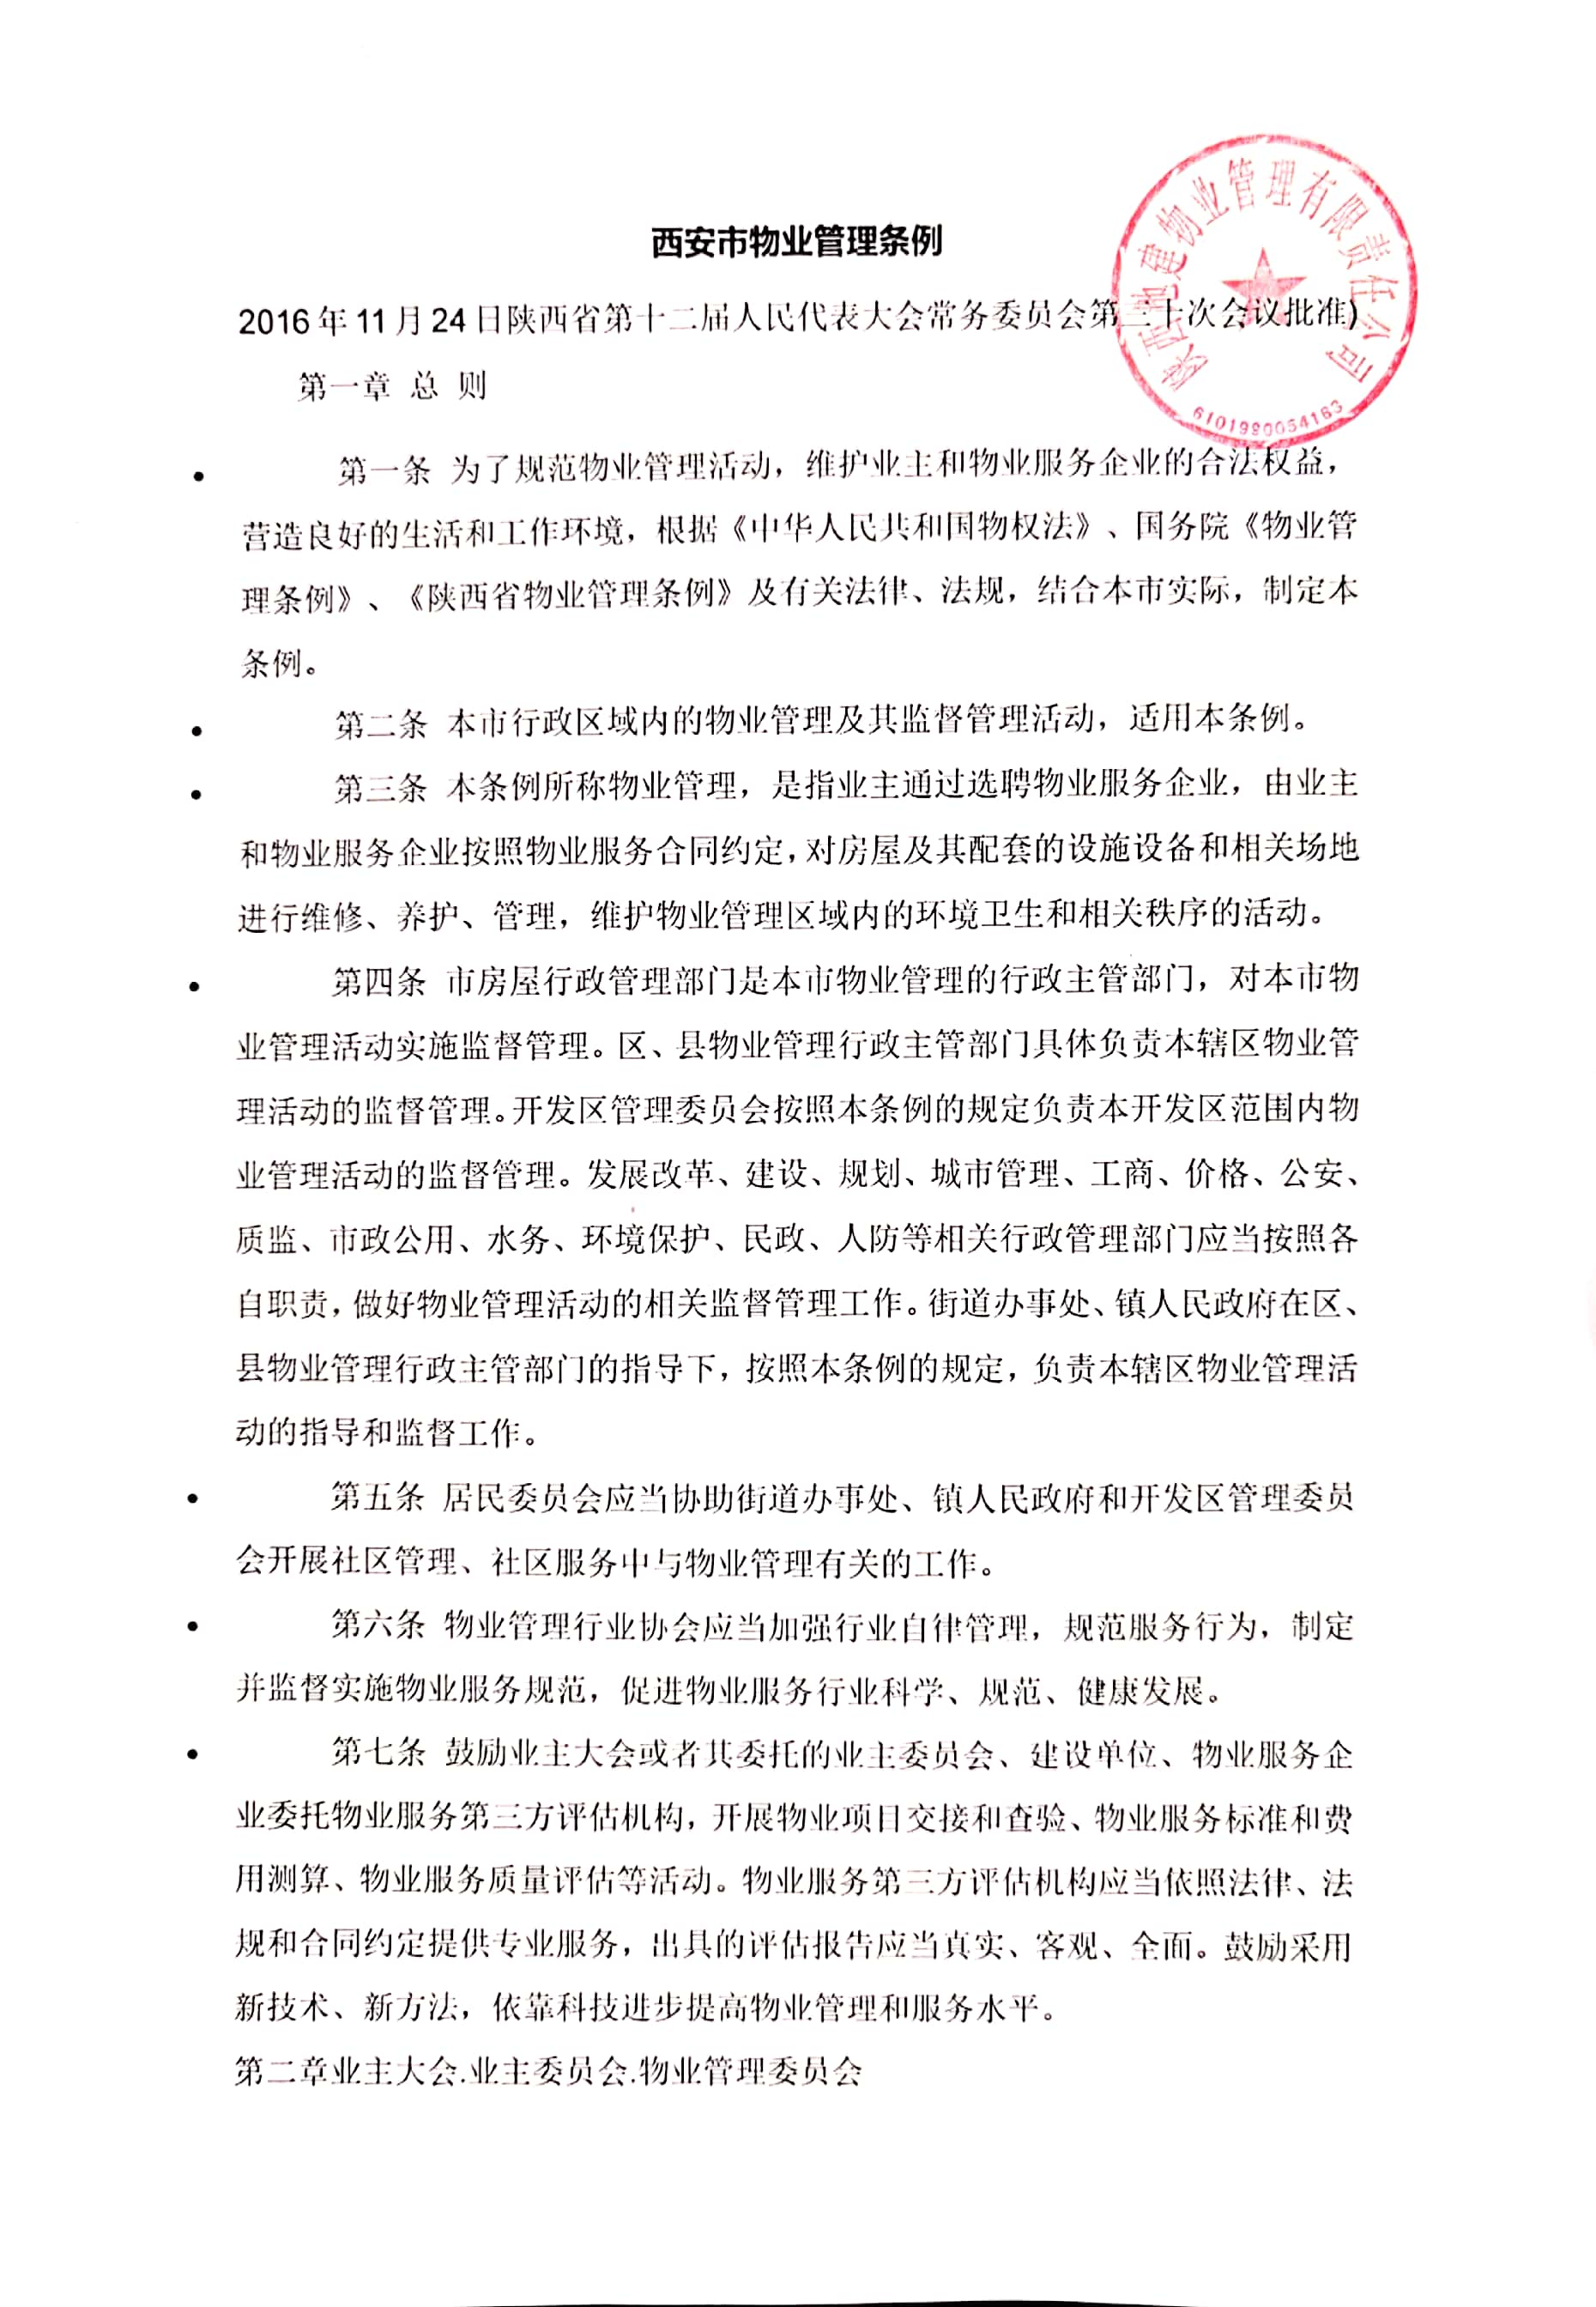 西安市物业管理条例
2016年11月24日陕西省第十二届人民代表大会常务委员会第三十次会议批准)
陕西地建物业管理有限责任公司
6101990054163
第一章 总 则
• 第一条 为了规范物业管理活动，维护业主和物业服务企业的合法权益，
营造良好的生活和工作环境，根据《中华人民共和国物权法》、国务院《物业管
理条例》、《陕西省物业管理条例》及有关法律、法规，结合本市实际，制定本
条例。
• 第二条 本市行政区域内的物业管理及其监督管理活动，适用本条例。
• 第三条 本条例所称物业管理，是指业主通过选聘物业服务企业，由业主
和物业服务企业按照物业服务合同约定，对房屋及其配套的设施设备和相关场地
进行维修、养护、管理，维护物业管理区域内的环境卫生和相关秩序的活动。
• 第四条 市房屋行政管理部门是本市物业管理的行政主管部门，对本市物
业管理活动实施监督管理。区、县物业管理行政主管部门具体负责本辖区物业管
理活动的监督管理。开发区管理委员会按照本条例的规定负责本开发区范围内物
业管理活动的监督管理。发展改革、建设、规划、城市管理、工商、价格、公安、
质监、市政公用、水务、环境保护、民政、人防等相关行政管理部门应当按照各
自职责，做好物业管理活动的相关监督管理工作。街道办事处、镇人民政府在区、
县物业管理行政主管部门的指导下，按照本条例的规定，负责本辖区物业管理活
动的指导和监督工作。
• 第五条 居民委员会应当协助街道办事处、镇人民政府和开发区管理委员
会开展社区管理、社区服务中与物业管理有关的工作。
• 第六条 物业管理行业协会应当加强行业自律管理，规范服务行为，制定
并监督实施物业服务规范，促进物业服务行业科学、规范、健康发展。
• 第七条 鼓励业主大会或者其委托的业主委员会、建设单位、物业服务企
业委托物业服务第三方评估机构，开展物业项目交接和查验、物业服务标准和费
用测算、物业服务质量评估等活动。物业服务第三方评估机构应当依照法律、法
规和合同约定提供专业服务，出具的评估报告应当真实、客观、全面。鼓励采用
新技术、新方法，依靠科技进步提高物业管理和服务水平。
第二章业主大会.业主委员会.物业管理委员会